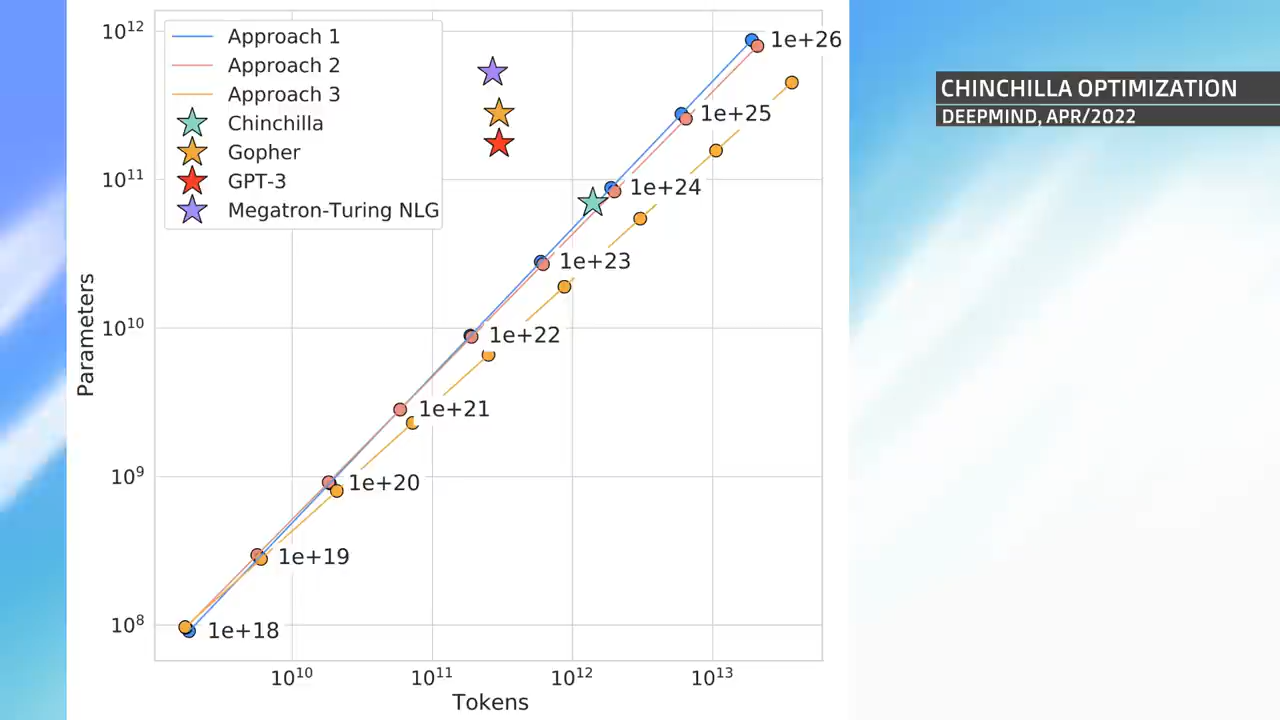 CHINCHILLA OPTIMIZATION
DEEPMIND, APR/2022
Approach 1
Approach 2
Approach 3
Chinchilla
Gopher
GPT-3
Megatron-Turing NLG
Parameters
10¹²
10¹¹
10¹⁰
10⁹
10⁸
1e+26
1e+25
1e+24
1e+23
1e+22
1e+21
1e+20
1e+19
1e+18
10¹⁰
10¹¹
10¹²
10¹³
Tokens